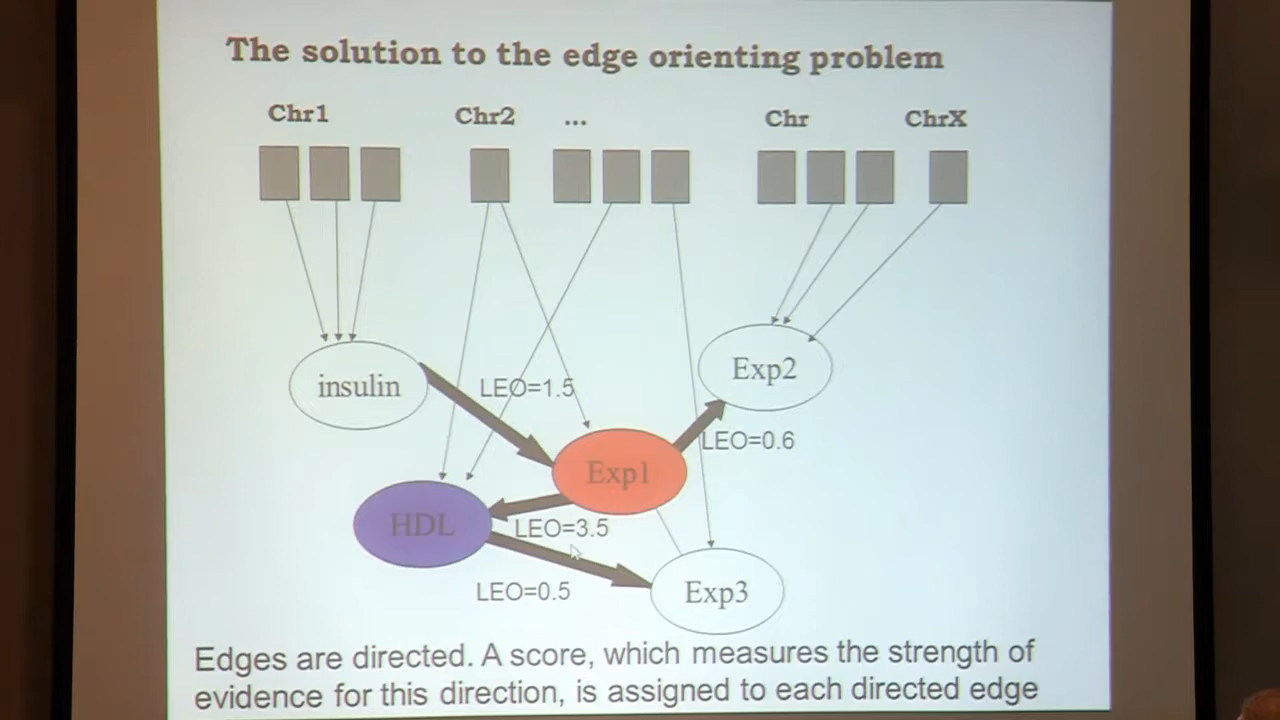 The solution to the edge orienting problem
Chr1 Chr2 ... Chr ChrX
insulin
LEO=1.5
Exp2
LEO=0.6
Exp1
HDL
LEO=3.5
LEO=0.5
Exp3
Edges are directed. A score, which measures the strength of
evidence for this direction, is assigned to each directed edge